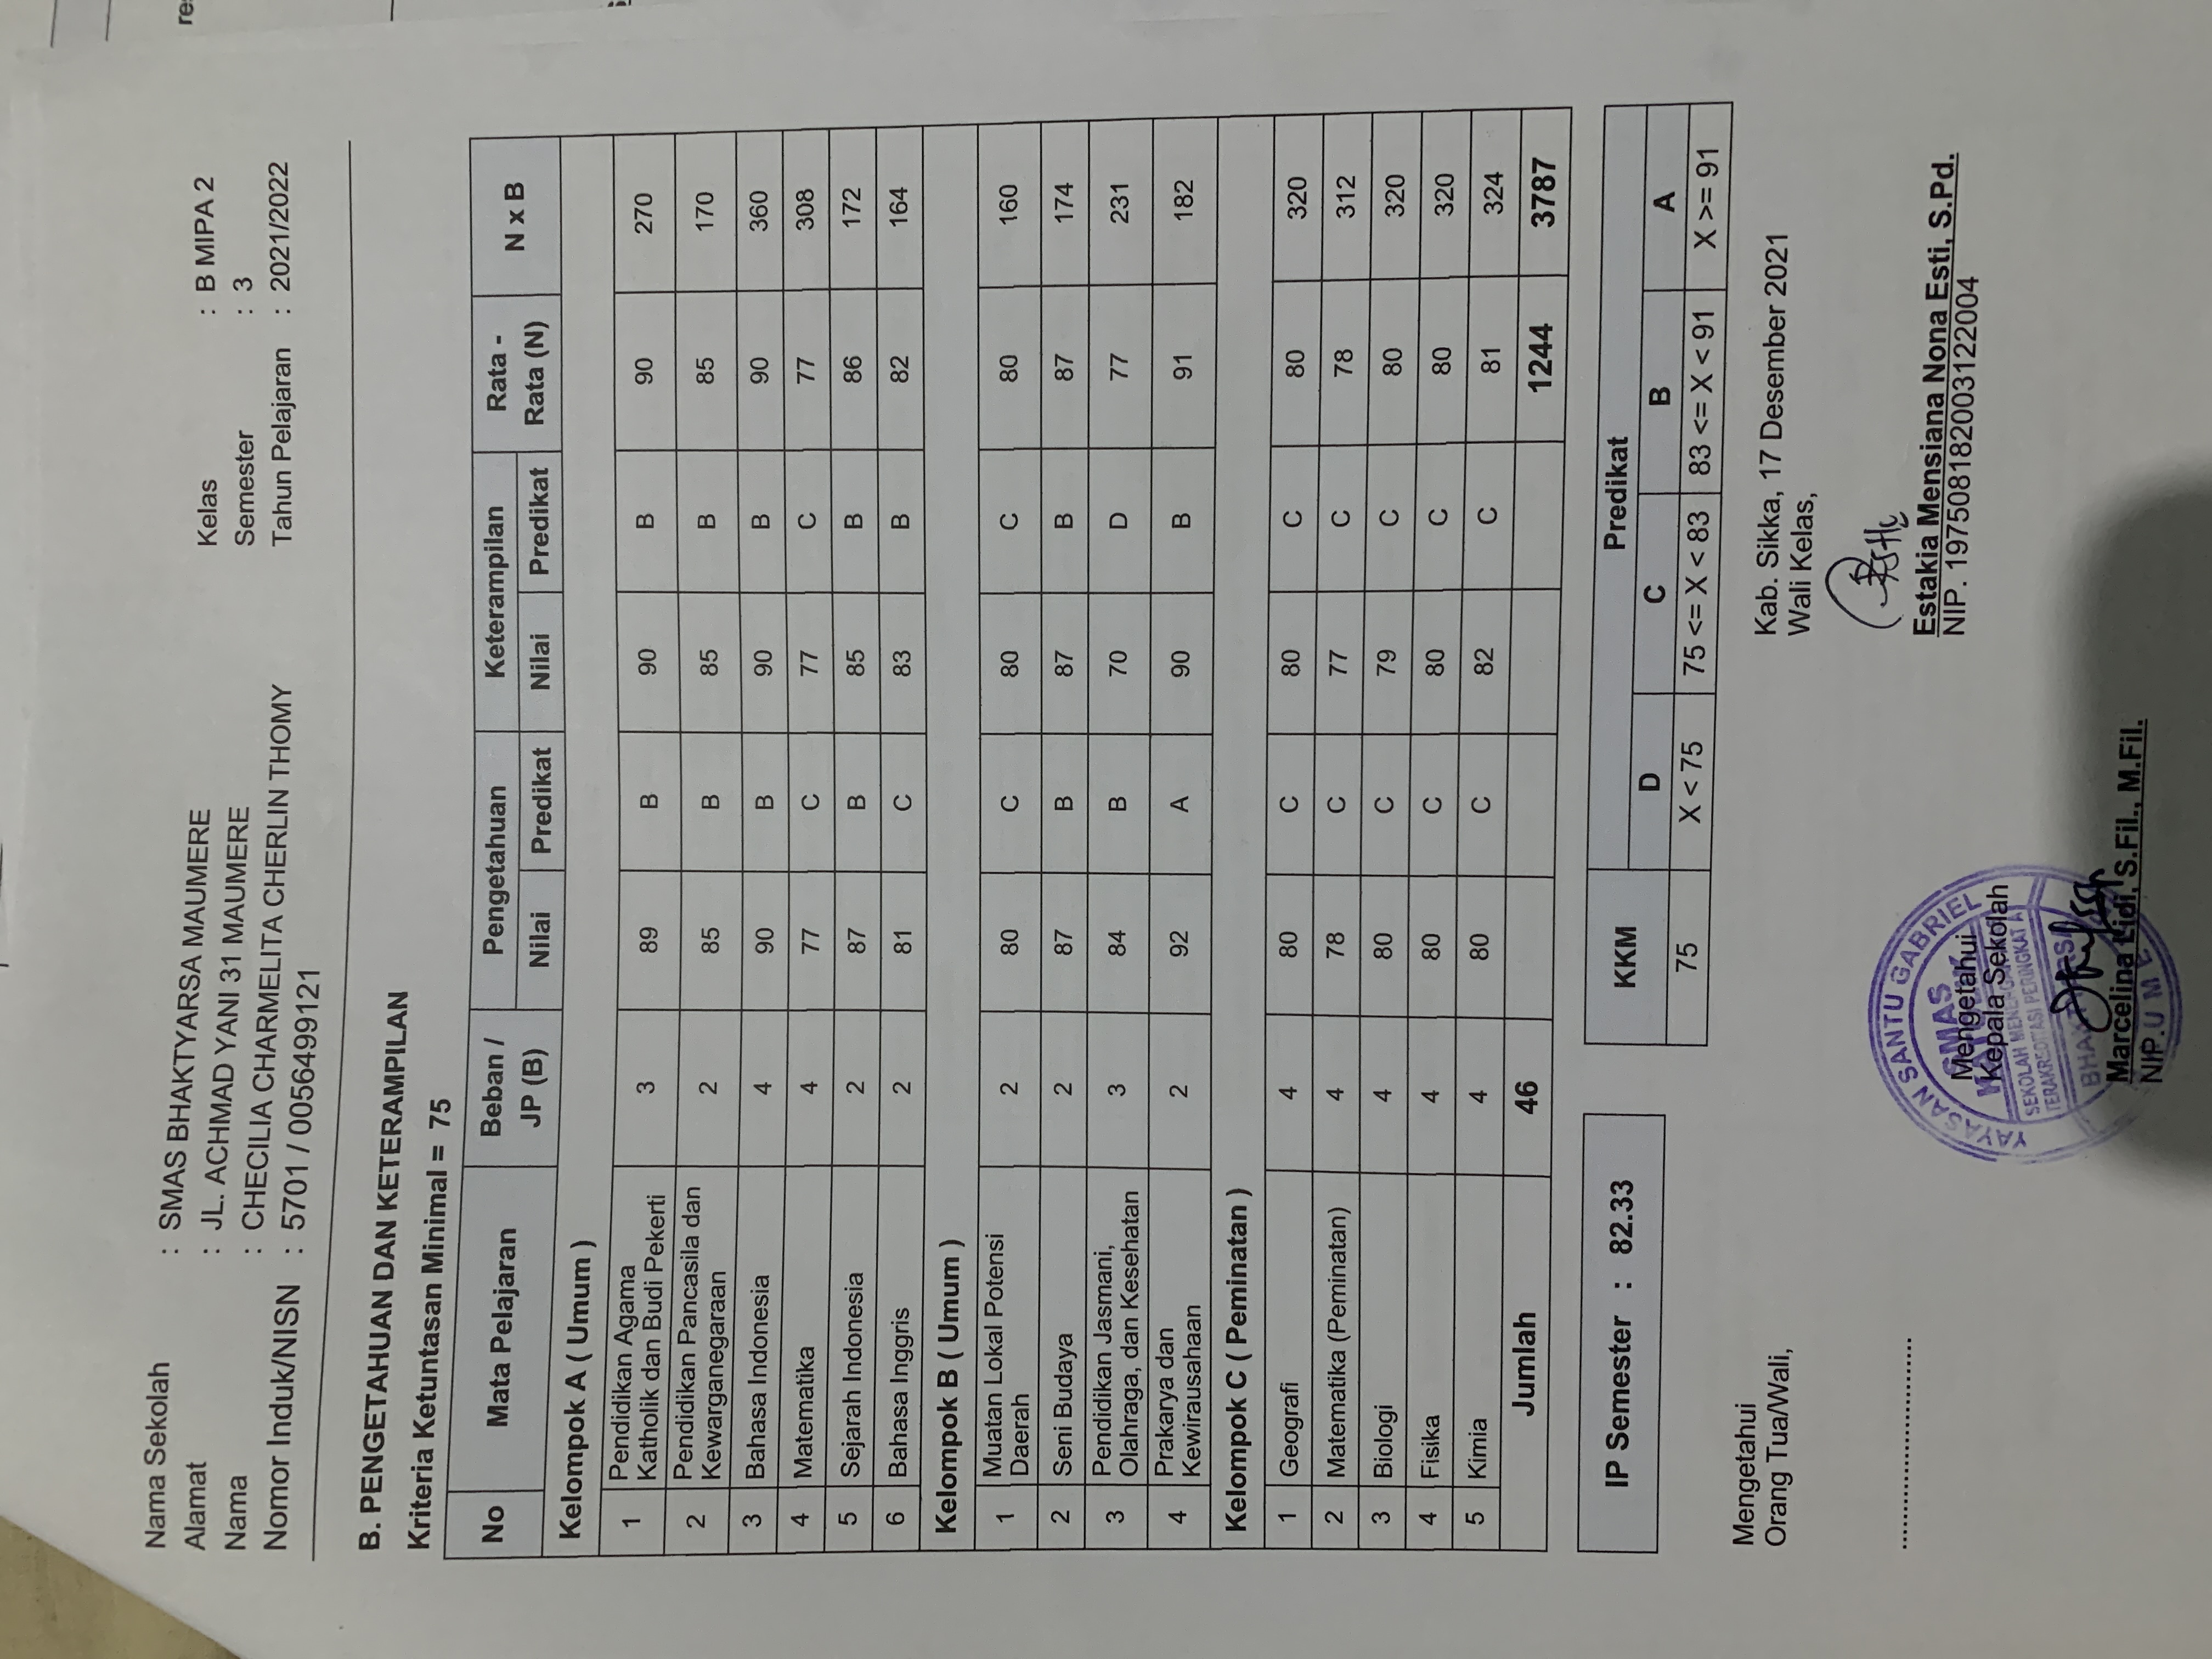 Nama Sekolah : SMAS BHAKTYARSA MAUMERE
Alamat : JL. ACHMAD YANI 31 MAUMERE
Nama : CHECILIA CHARMELITA CHERLIN THOMY
Nomor Induk/NISN : 5701 / 0056499121
Kelas : B MIPA 2
Semester : 3
Tahun Pelajaran : 2021/2022
B. PENGETAHUAN DAN KETERAMPILAN
Kriteria Ketuntasan Minimal = 75
No Mata Pelajaran Beban / JP (B) Pengetahuan Keterampilan Rata - Rata (N) N x B
Nilai Predikat Nilai Predikat
Kelompok A ( Umum )
1 Pendidikan Agama Katholik dan Budi Pekerti 3 89 B 90 B 90 270
2 Pendidikan Pancasila dan Kewarganegaraan 2 85 B 85 B 85 170
3 Bahasa Indonesia 4 90 B 90 B 90 360
4 Matematika 4 77 C 77 C 77 308
5 Sejarah Indonesia 2 87 B 85 B 86 172
6 Bahasa Inggris 2 81 C 83 B 82 164
Kelompok B ( Umum )
1 Muatan Lokal Potensi Daerah 2 80 C 80 C 80 160
2 Seni Budaya 2 87 B 87 B 87 174
3 Pendidikan Jasmani, Olahraga, dan Kesehatan 3 84 B 70 D 77 231
4 Prakarya dan Kewirausahaan 2 92 A 90 B 91 182
Kelompok C ( Peminatan )
1 Geografi 4 80 C 80 C 80 320
2 Matematika (Peminatan) 4 78 C 77 C 78 312
3 Biologi 4 80 C 79 C 80 320
4 Fisika 4 80 C 80 C 80 320
5 Kimia 4 80 C 82 C 81 324
Jumlah 46 1244 3787
IP Semester : 82.33
KKM Predikat
D C B A
75 X < 75 75 <= X < 83 83 <= X < 91 X >= 91
Mengetahui
Orang Tua/Wali,
............................
Kab. Sikka, 17 Desember 2021
Wali Kelas,
Estakia Mensiana Nona Esti, S.Pd.
NIP. 197508182003122004
YAYASAN SANTU GABRIEL
SMAS
Mengetahui
Kepala Sekolah
SEKOLAH
TERAKREDITASI PERINGKAT A
Marcelina Lidi, S.Fil., M.Fil.
NIP.